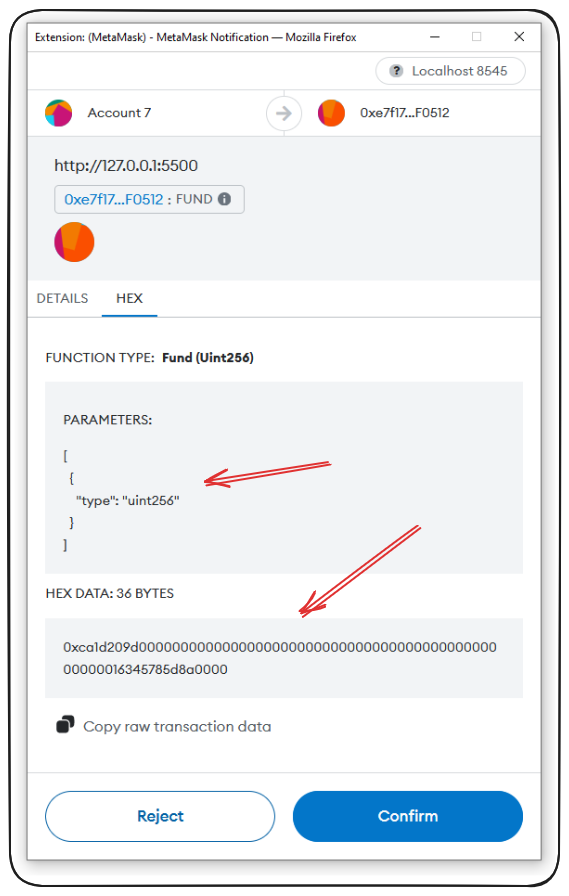 Extension: (MetaMask) - MetaMask Notification — Mozilla Firefox
? Localhost 8545
Account 7
0xe7f17...F0512
http://127.0.0.1:5500
0xe7f17...F0512 : FUND
DETAILS
HEX
FUNCTION TYPE: Fund (Uint256)
PARAMETERS:
[
{
"type": "uint256"
}
]
HEX DATA: 36 BYTES
0xca1d209d0000000000000000000000000000000000000000000
00000016345785d8a0000
Copy raw transaction data
Reject
Confirm